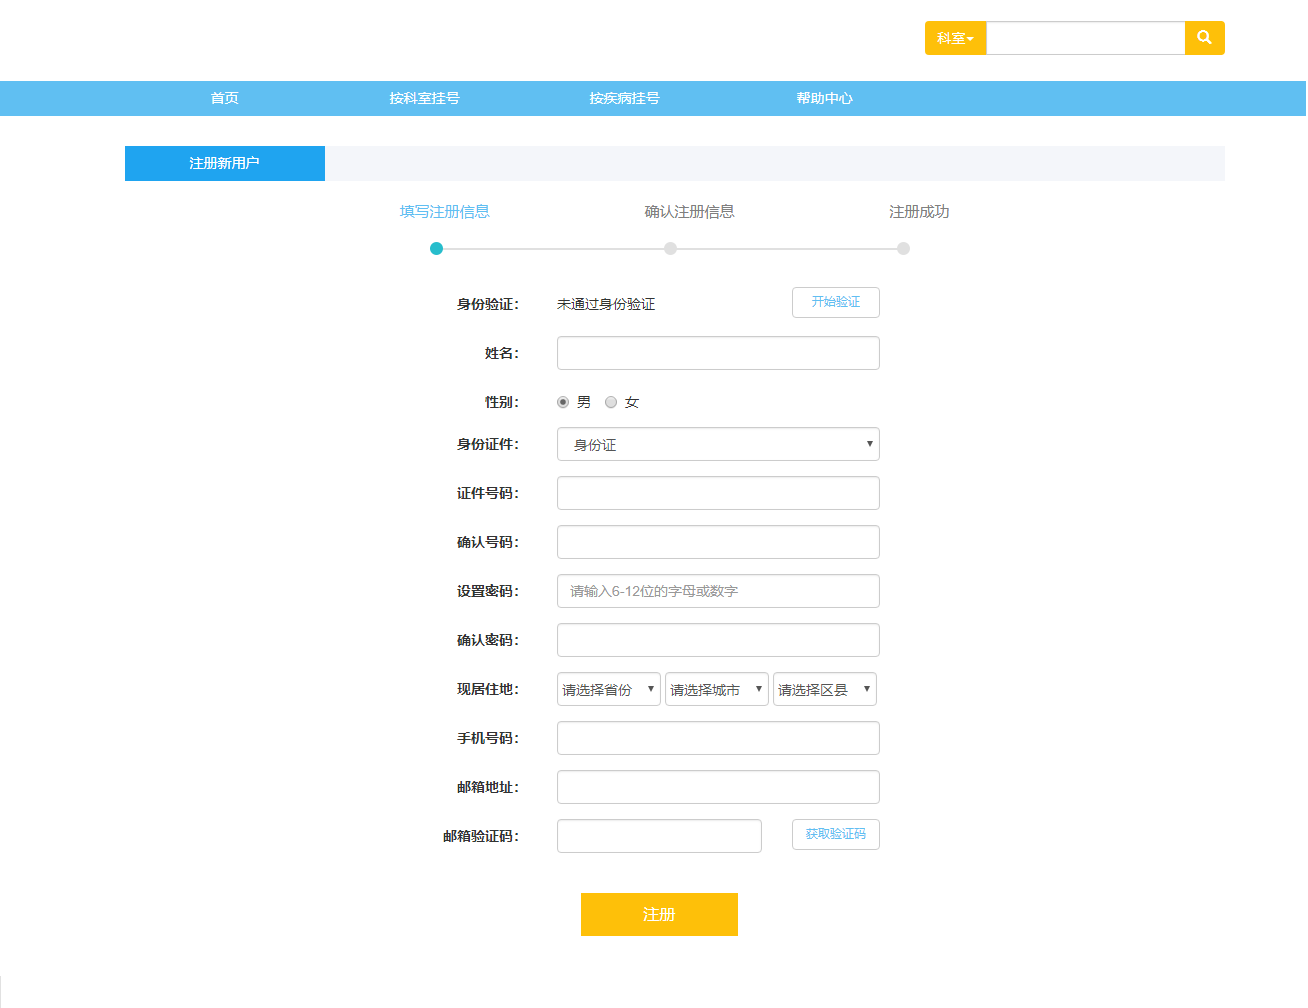 科室
首页 按科室挂号 按疾病挂号 帮助中心
注册新用户
填写注册信息 确认注册信息 注册成功
身份验证： 未通过身份验证 开始验证
姓名：
性别： 男 女
身份证件： 身份证
证件号码：
确认号码：
设置密码： 请输入6-12位的字母或数字
确认密码：
现居住地： 请选择省份 请选择城市 请选择区县
手机号码：
邮箱地址：
邮箱验证码： 获取验证码
注册